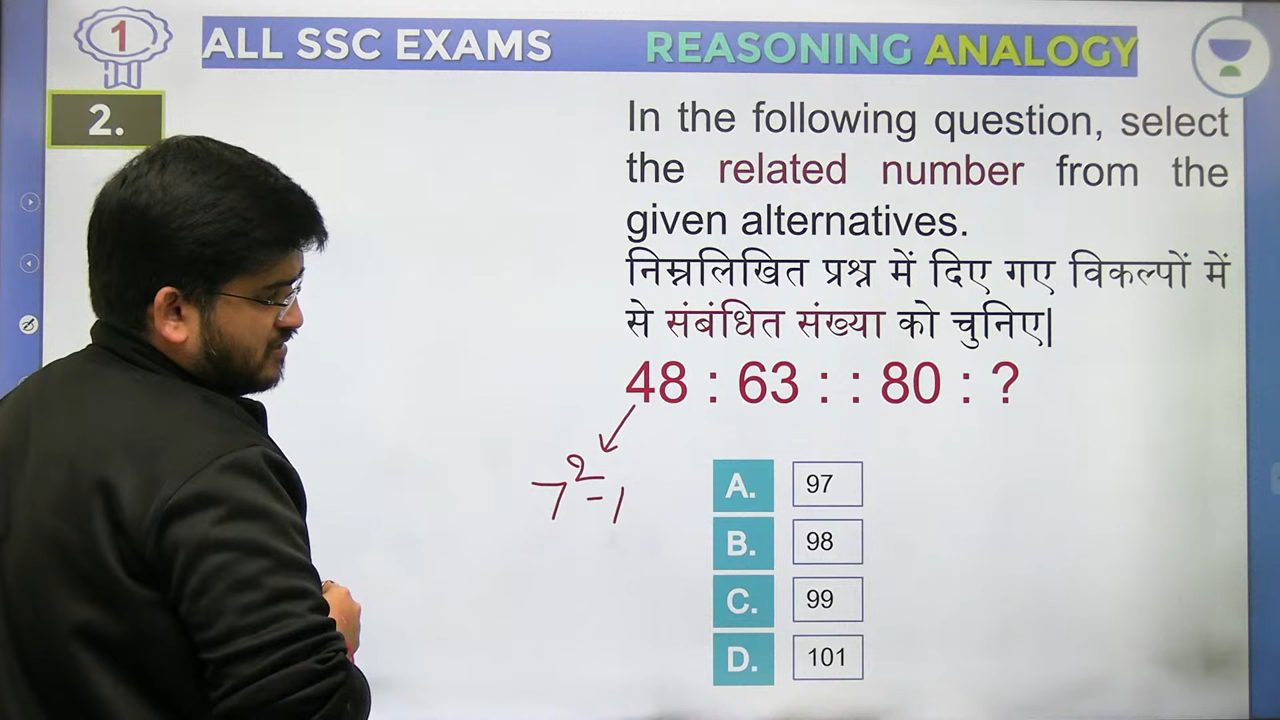 1
ALL SSC EXAMS REASONING ANALOGY
2.
In the following question, select
the related number from the
given alternatives.
निम्नलिखित प्रश्न में दिए गए विकल्पों में
से संबंधित संख्या को चुनिए|
48 : 63 : : 80 : ?
7²-1
A. 97
B. 98
C. 99
D. 101